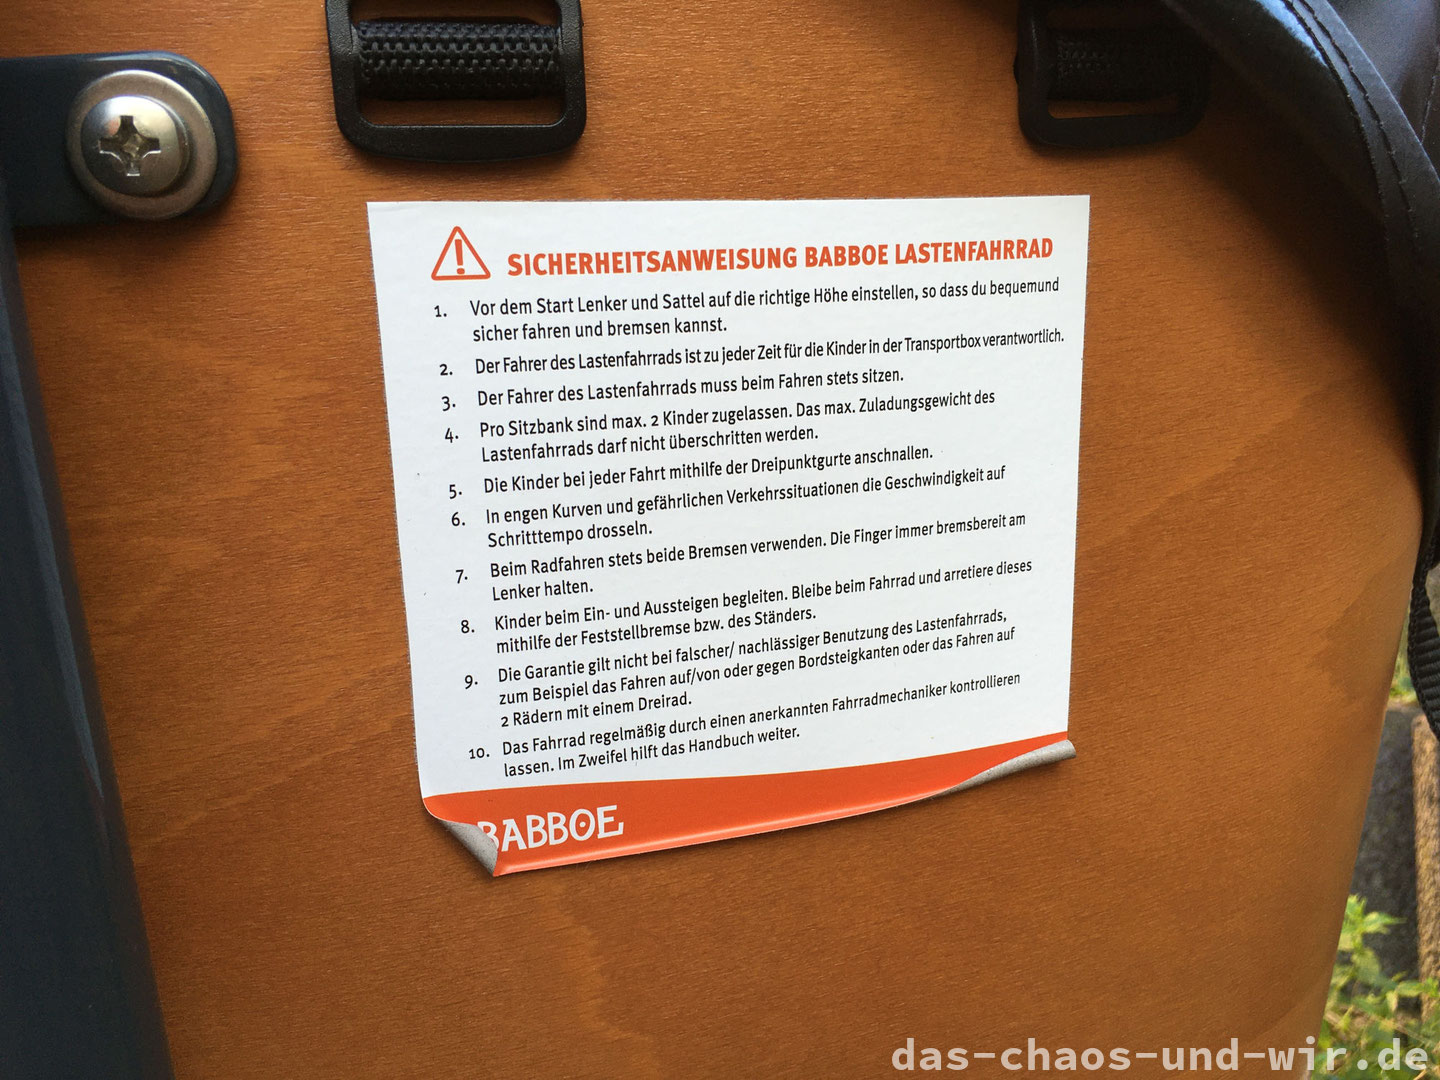 SICHERHEITSANWEISUNG BABBOE LASTENFAHRRAD
1. Vor dem Start Lenker und Sattel auf die richtige Höhe einstellen, so dass du bequemund
sicher fahren und bremsen kannst.
2. Der Fahrer des Lastenfahrrads ist zu jeder Zeit für die Kinder in der Transportbox verantwortlich.
3. Der Fahrer des Lastenfahrrads muss beim Fahren stets sitzen.
4. Pro Sitzbank sind max. 2 Kinder zugelassen. Das max. Zuladungsgewicht des
Lastenfahrrads darf nicht überschritten werden.
5. Die Kinder bei jeder Fahrt mithilfe der Dreipunktgurte anschnallen.
6. In engen Kurven und gefährlichen Verkehrssituationen die Geschwindigkeit auf
Schritttempo drosseln.
7. Beim Radfahren stets beide Bremsen verwenden. Die Finger immer bremsbereit am
Lenker halten.
8. Kinder beim Ein- und Aussteigen begleiten. Bleibe beim Fahrrad und arretiere dieses
mithilfe der Feststellbremse bzw. des Ständers.
9. Die Garantie gilt nicht bei falscher/ nachlässiger Benutzung des Lastenfahrrads,
zum Beispiel das Fahren auf/von oder gegen Bordsteigkanten oder das Fahren auf
2 Rädern mit einem Dreirad.
10. Das Fahrrad regelmäßig durch einen anerkannten Fahrradmechaniker kontrollieren
lassen. Im Zweifel hilft das Handbuch weiter.
BABBOE
das-chaos-und-wir.de